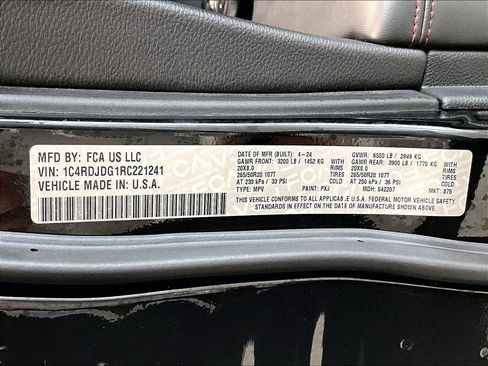 MFD BY: FCA US LLC
VIN: 1C4RDJDG1RC221241
VEHICLE MADE IN: U.S.A.
DATE OF MFR (BUILT): 4-24 GVWR: 6500 LB / 2949 KG
GAWR FRONT: 3200 LB / 1452 KG GAWR REAR: 3900 LB / 1770 KG
20X8.0 RIMS 20X8.0 RIMS
265/50R20 107T TIRES 265/50R20 107T TIRES
AT 230 kPa / 33 PSI AT 250 kPa / 36 PSI
TYPE: MPV PAINT: PXJ MDH: 042207 MKT: 875
THIS VEHICLE CONFORMS TO ALL APPLICABLE U.S.A. FEDERAL MOTOR VEHICLE SAFETY
STANDARDS IN EFFECT ON THE DATE OF MANUFACTURE SHOWN ABOVE.